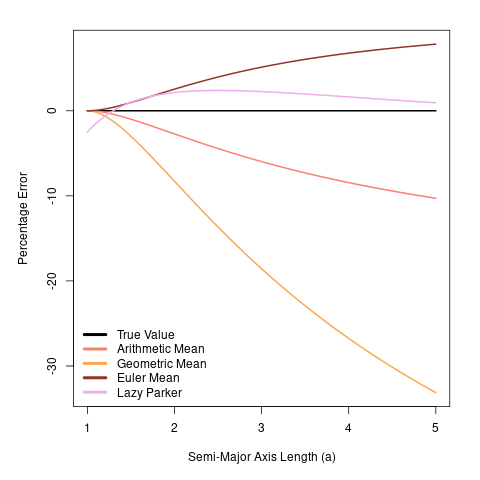 0
-10
-20
-30
Percentage Error
True Value
Arithmetic Mean
Geometric Mean
Euler Mean
Lazy Parker
1 2 3 4 5
Semi-Major Axis Length (a)